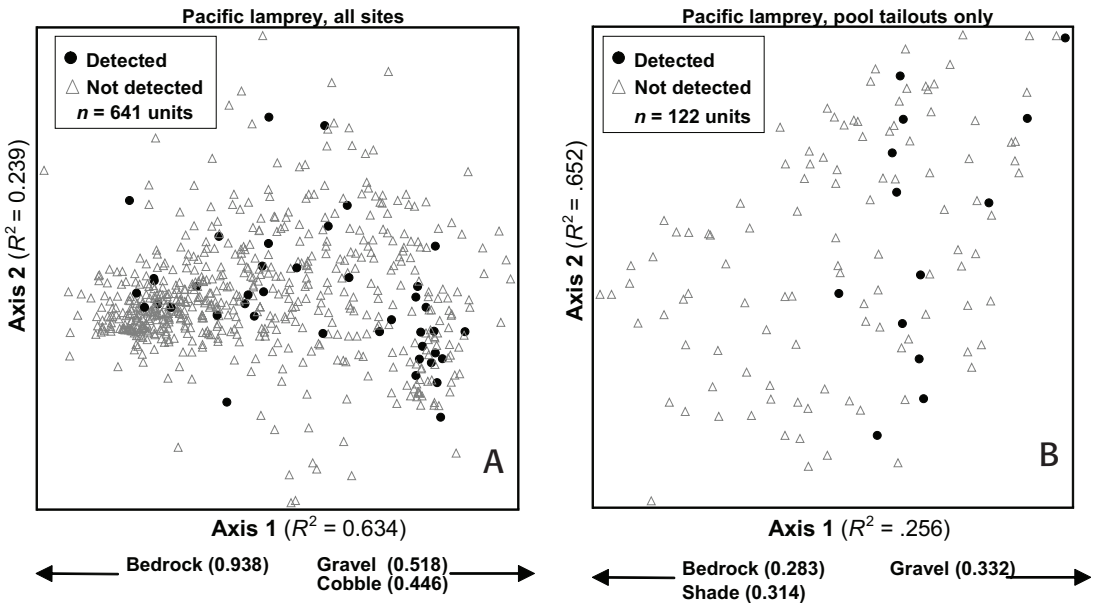 Pacific lamprey, all sites
Detected
Not detected
n = 641 units
Axis 2 (R² = 0.239)
A
Axis 1 (R² = 0.634)
Bedrock (0.938)
Gravel (0.518)
Cobble (0.446)
Pacific lamprey, pool tailouts only
Detected
Not detected
n = 122 units
Axis 2 (R² = .652)
B
Axis 1 (R² = .256)
Bedrock (0.283)
Shade (0.314)
Gravel (0.332)